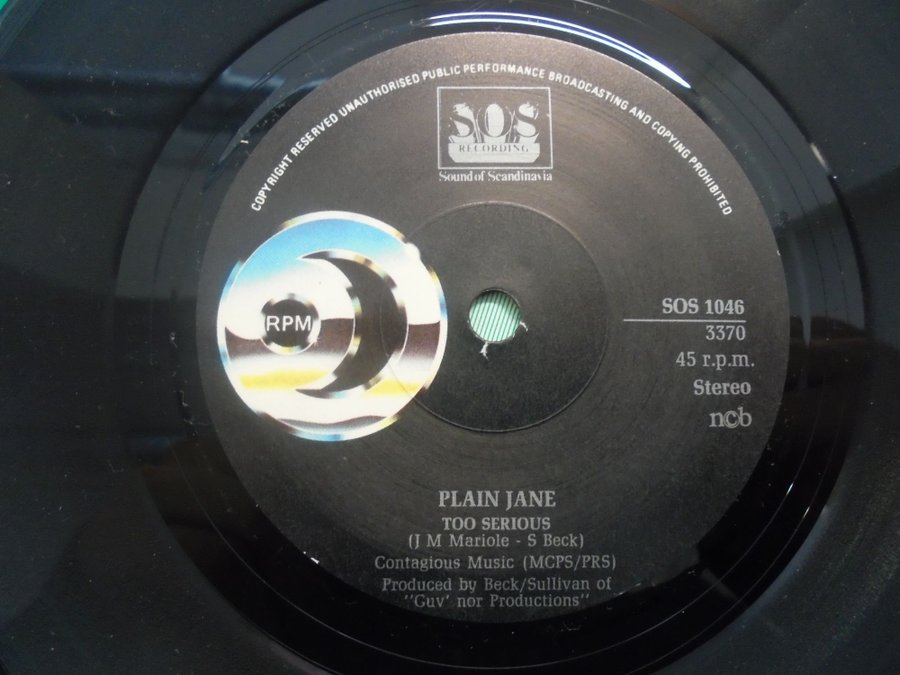 COPYRIGHT RESERVED UNAUTHORISED PUBLIC PERFORMANCE BROADCASTING AND COPYING PROHIBITED
SOS
RECORDING
Sound of Scandinavia
RPM
SOS 1046
3370
45 r.p.m.
Stereo
ncb
PLAIN JANE
TOO SERIOUS
(J M Mariole - S Beck)
Contagious Music (MCPS/PRS)
Produced by Beck/Sullivan of
"Guv' nor Productions"